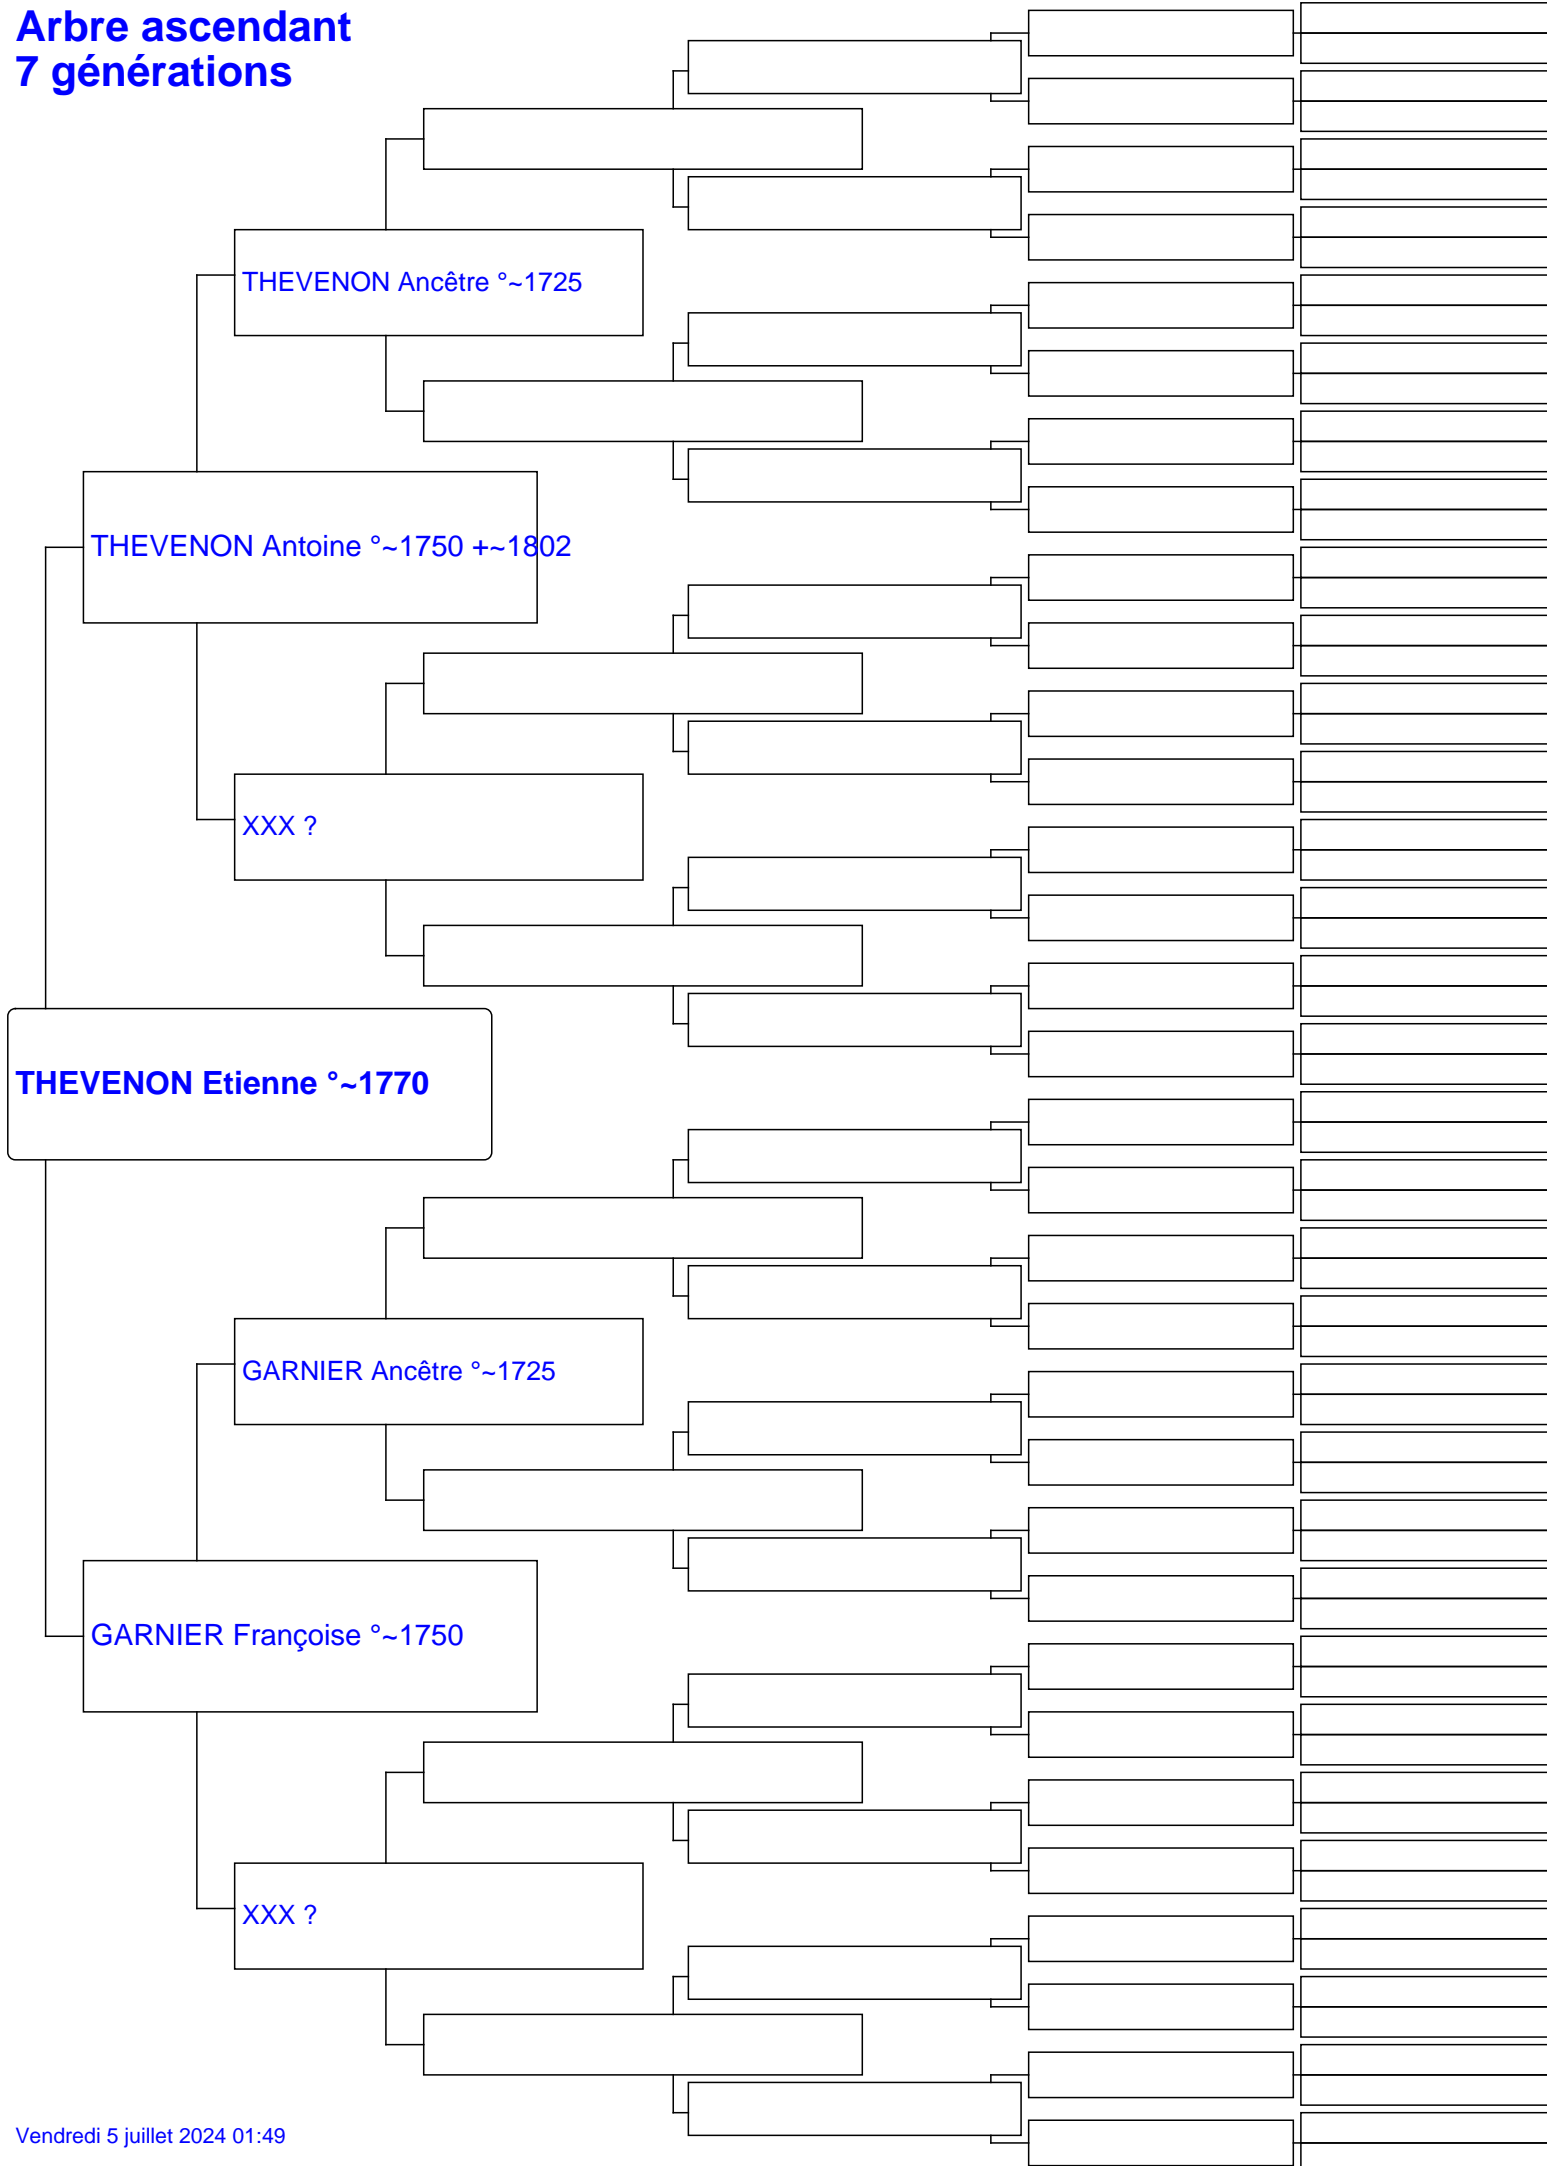 Arbre ascendant
7 générations
THEVENON Ancêtre °~1725
THEVENON Antoine °~1750 +~1802
XXX ?
THEVENON Etienne °~1770
GARNIER Ancêtre °~1725
GARNIER Françoise °~1750
XXX ?
Vendredi 5 juillet 2024 01:49